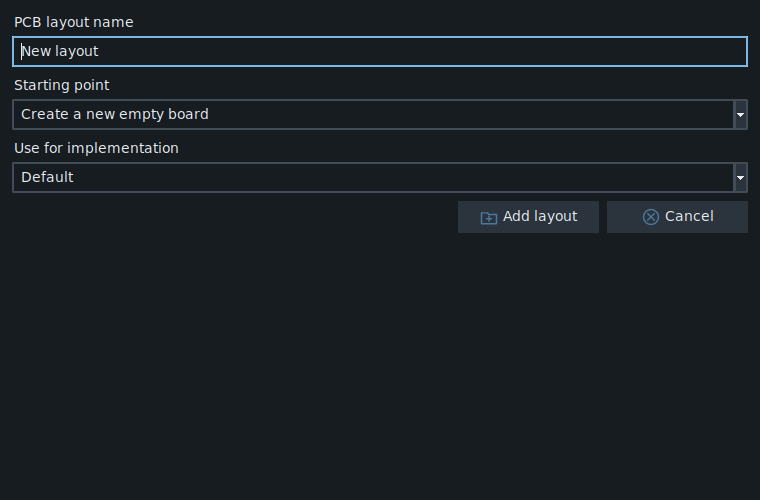 PCB layout name
New layout
Starting point
Create a new empty board
Use for implementation
Default
Add layout
Cancel